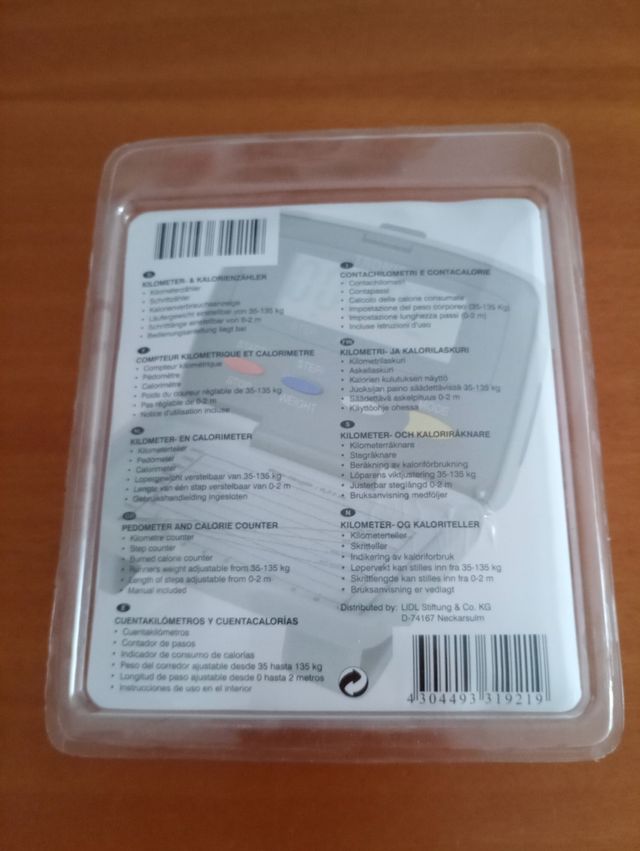 D
KILOMETER- & KALORIENZÄHLER
• Kilometerzähler
• Schrittzähler
• Kalorienverbrauchsanzeige
• Läufergewicht einstellbar von 35-135 kg
• Schrittlänge einstellbar von 0-2 m
• Bedienungsanleitung liegt bei
F
COMPTEUR KILOMETRIQUE ET CALORIMETRE
• Compteur kilométrique
• Pédomètre
• Calorimètre
• Poids du coureur réglable de 35-135 kg
• Pas réglable de 0-2 m
• Notice d'utilisation incluse
NL
KILOMETER- EN CALORIMETER
• Kilometerteller
• Pedometer
• Calorimeter
• Lopersgewicht verstelbaar van 35-135 kg
• Lengte van één stap verstelbaar van 0-2 m
• Gebruikshandleiding ingesloten
GB
PEDOMETER AND CALORIE COUNTER
• Kilometre counter
• Step counter
• Burned calorie counter
• Runners weight adjustable from 35-135 kg
• Length of steps adjustable from 0-2 m
• Manual included
E
CUENTAKILÓMETROS Y CUENTACALORÍAS
• Cuentakilómetros
• Contador de pasos
• Indicador de consumo de calorías
• Peso del corredor ajustable desde 35 hasta 135 kg
• Longitud de paso ajustable desde 0 hasta 2 metros
• Instrucciones de uso en el interior
I
CONTACHILOMETRI E CONTACALORIE
• Contachilometri
• Contapassi
• Calcolo delle calorie consumate
• Impostazione del peso corporeo (35-135 Kg)
• Impostazione lunghezza passi (0-2 m)
• Incluse istruzioni d'uso
FIN
KILOMETRI- JA KALORILASKURI
• Kilometrilaskuri
• Askellaskuri
• Kalorien kulutuksen näyttö
• Juoksijan paino säädettävissä 35-135 kg
• Säädettävä askelpituus 0-2 m
• Käyttöohje ohessa
S
KILOMETER- OCH KALORIRÄKNARE
• Kilometerräknare
• Stegräknare
• Beräkning av kaloriförbrukning
• Löparens viktjustering 35-135 kg
• Justerbar steglängd 0-2 m
• Bruksanvisning medföljer
N
KILOMETER- OG KALORITELLER
• Kilometerteller
• Skritteller
• Indikering av kaloriforbruk
• Løpervekt kan stilles inn fra 35-135 kg
• Skrittlengde kan stilles inn fra 0-2 m
• Bruksanvisning er vedlagt
Distributed by: LIDL Stiftung & Co. KG
D-74167 Neckarsulm
4 304493 319219
STEP
WEIGHT